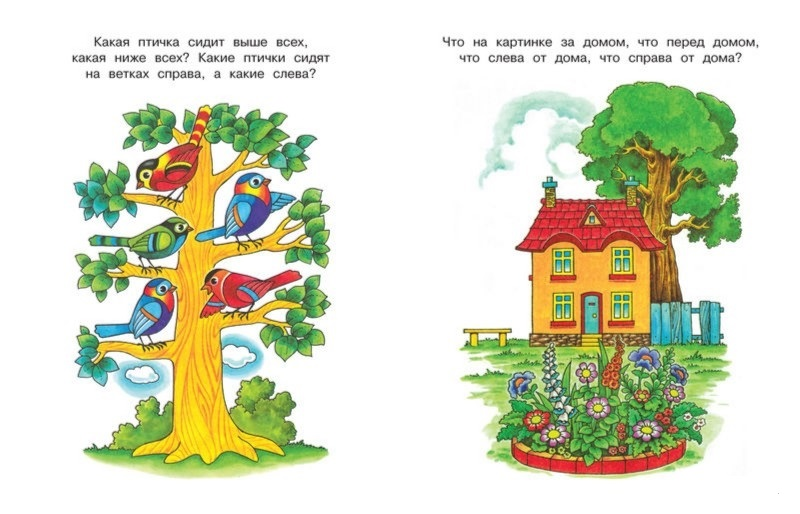 Какая птичка сидит выше всех,
какая ниже всех? Какие птички сидят
на ветках справа, а какие слева?
Что на картинке за домом, что перед домом,
что слева от дома, что справа от дома?